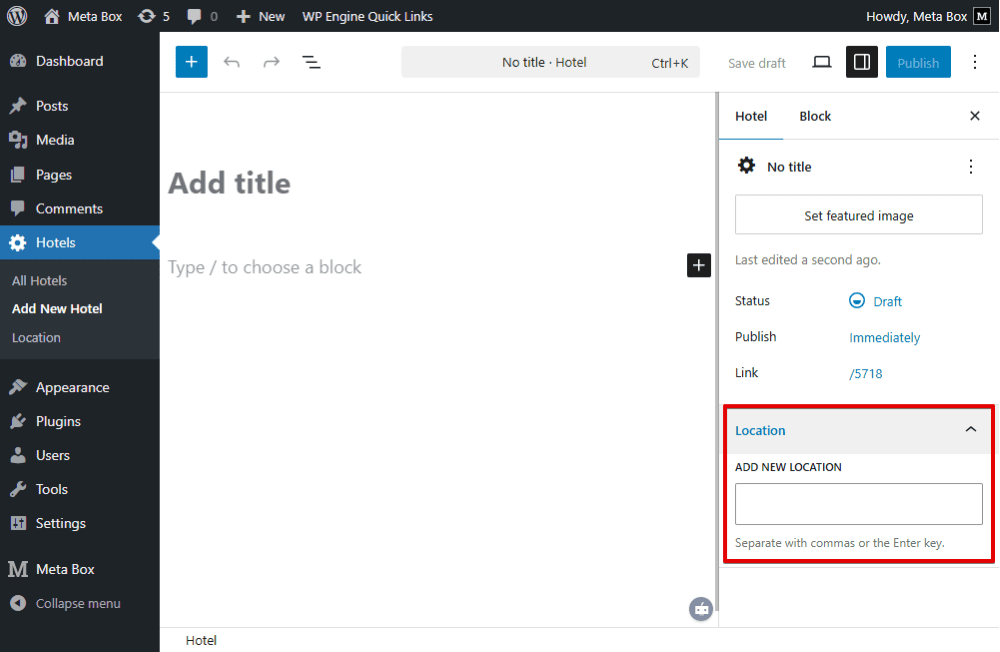 Meta Box
5
0
New
WP Engine Quick Links
Howdy, Meta Box
M
Dashboard
Posts
Media
Pages
Comments
Hotels
All Hotels
Add New Hotel
Location
Appearance
Plugins
Users
Tools
Settings
Meta Box
Collapse menu
No title · Hotel
Ctrl+K
Save draft
Publish
Add title
Type / to choose a block
Hotel
Block
No title
Set featured image
Last edited a second ago.
Status
Draft
Publish
Immediately
Link
/5718
Location
ADD NEW LOCATION
Separate with commas or the Enter key.
Hotel